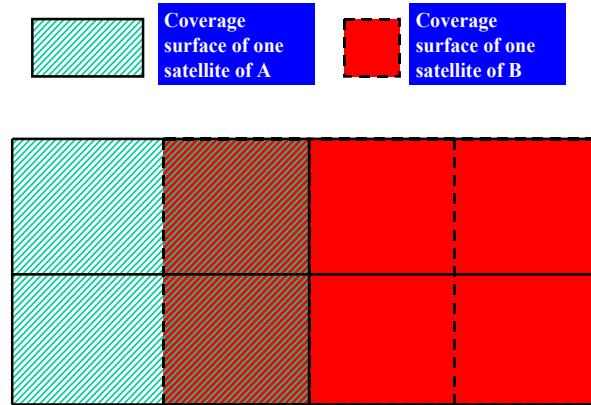 Coverage
surface of one
satellite of A
Coverage
surface of one
satellite of B